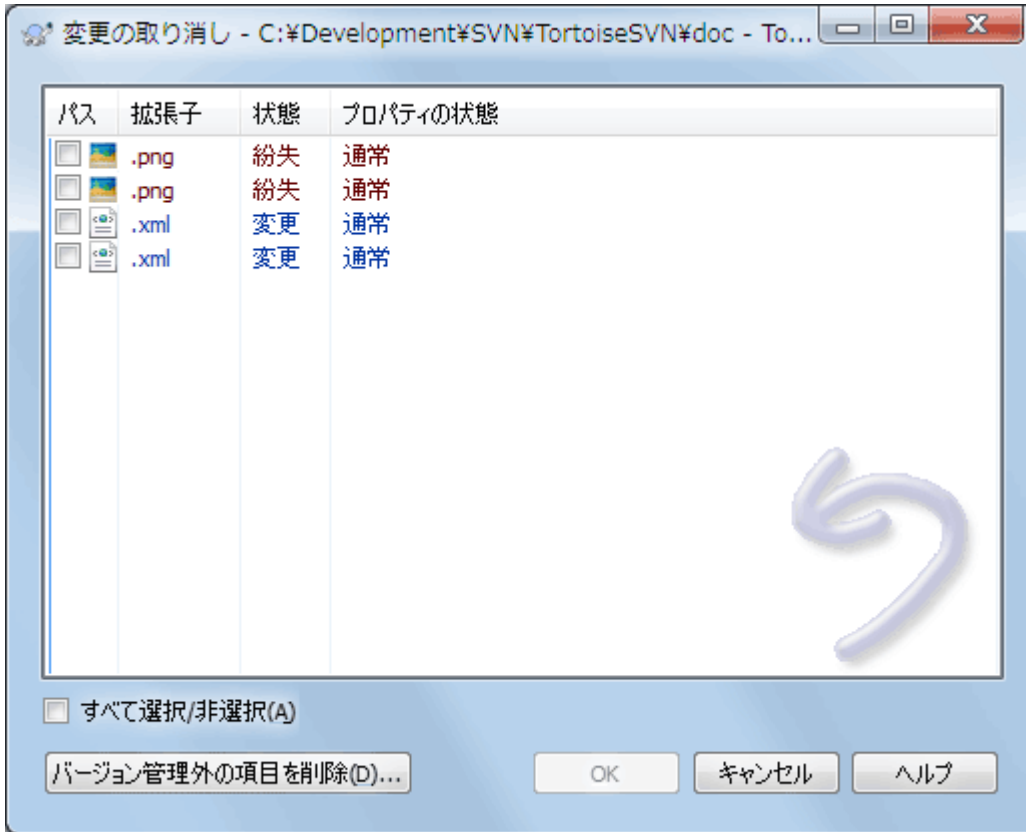 変更の取り消し - C:¥Development¥SVN¥TortoiseSVN¥doc - To...
パス 拡張子 状態 プロパティの状態
.png 紛失 通常
.png 紛失 通常
.xml 変更 通常
.xml 変更 通常
すべて選択/非選択(A)
バージョン管理外の項目を削除(D)... OK キャンセル ヘルプ